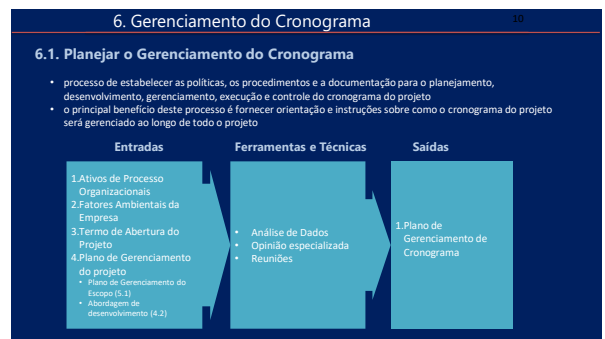 6. Gerenciamento do Cronograma
10
6.1. Planejar o Gerenciamento do Cronograma
• processo de estabelecer as políticas, os procedimentos e a documentação para o planejamento,
desenvolvimento, gerenciamento, execução e controle do cronograma do projeto
• o principal benefício deste processo é fornecer orientação e instruções sobre como o cronograma do projeto
será gerenciado ao longo de todo o projeto
Entradas
1.Ativos de Processo
Organizacionais
2.Fatores Ambientais da
Empresa
3.Termo de Abertura do
Projeto
4.Plano de Gerenciamento
do projeto
• Plano de Gerenciamento do
Escopo (5.1)
• Abordagem de
desenvolvimento (4.2)
Ferramentas e Técnicas
• Análise de Dados
• Opinião especializada
• Reuniões
Saídas
1.Plano de
Gerenciamento de
Cronograma